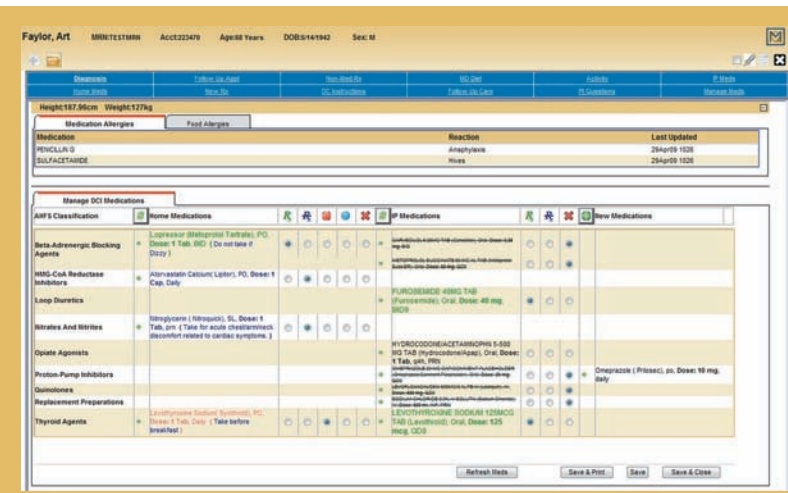 Faylor, Art MRN:TESTMRN Acct:223479 Age:68 Years DOB:5/14/1942 Sex: M
Diagnosis Follow Up Appt Non-Med Rx MD Diet Activity IP Meds
Home Meds New Rx DC Instructions Follow Up Care Pt Questions Manage Meds
Height:187.96cm Weight:127kg
Medication Allergies Food Allergies
Medication Reaction Last Updated
PENICILLIN G Anaphylaxis 29Apr09 1026
SULFACETAMIDE Hives 29Apr09 1026
Manage DCI Medications
AHFS Classification Home Medications IP Medications New Medications
Beta-Adrenergic Blocking
Agents
Lopressor (Metoprolol Tartrate), PO,
Dose: 1 Tab, BID ( Do not take if
Dizzy )
HMG-CoA Reductase
Inhibitors
Atorvastatin Calcium( Lipitor), PO, Dose: 1
Cap, Daily
Loop Diuretics
FUROSEMIDE 40MG TAB
(Furosemide), Oral, Dose: 40 mg,
Nitrates And Nitrites
Nitroglycerin ( Nitroquick), SL, Dose: 1
Tab, prn ( Take for acute chest/arm/neck
discomfort related to cardiac symptoms. )
Opiate Agonists
HYDROCODONE/ACETAMINOPHN 5-500
MG TAB (Hydrocodone/Apap), Oral, Dose:
1 Tab, q4h, PRN
Proton-Pump Inhibitors
Omeprazole ( Prilosec), po, Dose: 10 mg,
daily
Quinolones
Replacement Preparations
Thyroid Agents
Levothyroxine Sodium( Synthroid), PO,
Dose: 1 Tab, Daily ( Take before
breakfast )
LEVOTHYROXINE SODIUM 125MCG
TAB (Levothroid), Oral, Dose: 125
mcg, QD8
Refresh Meds Save & Print Save Save & Close